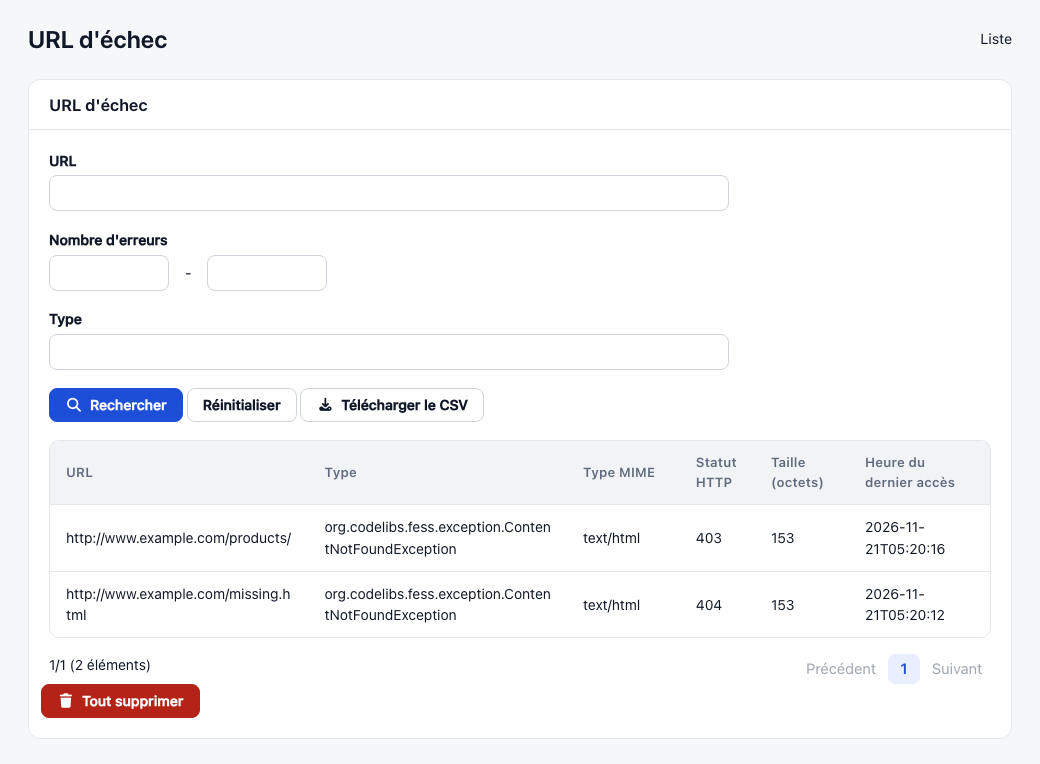 URL d'échec
Liste
URL d'échec
URL
Nombre d'erreurs
-
Type
Rechercher
Réinitialiser
Télécharger le CSV
URL
Type
Type MIME
Statut
HTTP
Taille
(octets)
Heure du
dernier accès
http://www.example.com/products/
org.codelibs.fess.exception.Conten
tNotFoundException
text/html
403
153
2026-11-
21T05:20:16
http://www.example.com/missing.h
tml
org.codelibs.fess.exception.Conten
tNotFoundException
text/html
404
153
2026-11-
21T05:20:12
1/1 (2 éléments)
Précédent
1
Suivant
Tout supprimer